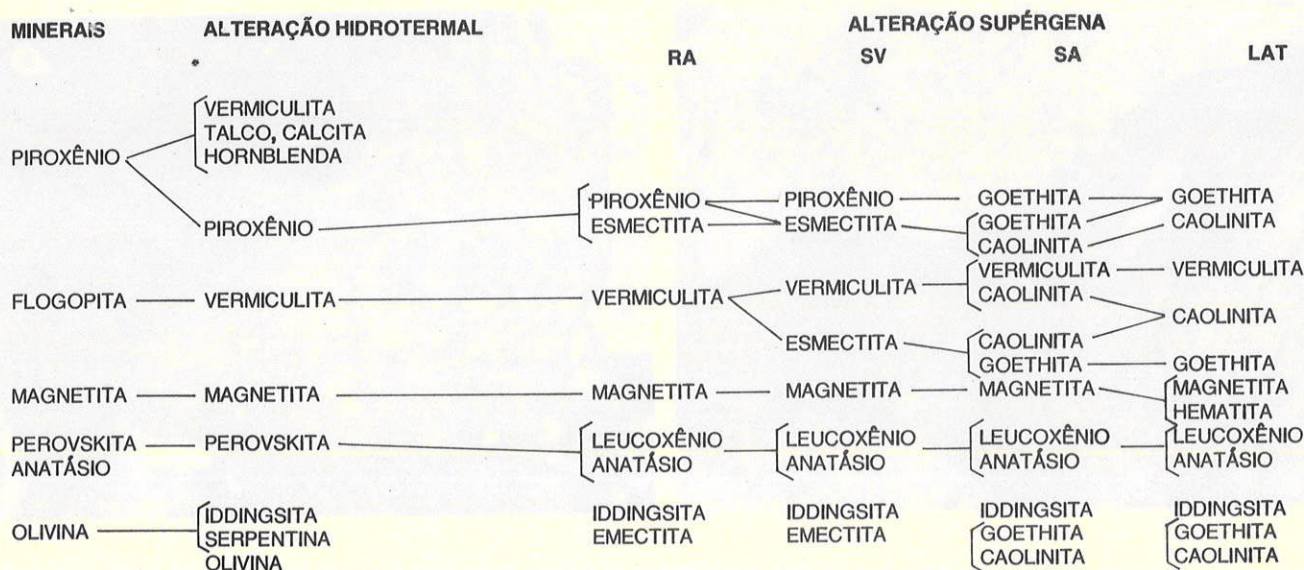 MINERAIS ALTERAÇÃO HIDROTERMAL ALTERAÇÃO SUPÉRGENA
RA SV SA LAT
VERMICULITA
TALCO, CALCITA
PIROXÊNIO HORNBLENDA
PIROXÊNIO PIROXÊNIO GOETHITA GOETHITA
PIROXÊNIO ESMECTITA ESMECTITA GOETHITA CAOLINITA
CAOLINITA
VERMICULITA VERMICULITA
FLOGOPITA VERMICULITA VERMICULITA VERMICULITA CAOLINITA
CAOLINITA
ESMECTITA CAOLINITA
GOETHITA GOETHITA
MAGNETITA MAGNETITA MAGNETITA MAGNETITA MAGNETITA MAGNETITA
HEMATITA
PEROVSKITA PEROVSKITA LEUCOXÊNIO LEUCOXÊNIO LEUCOXÊNIO LEUCOXÊNIO
ANATÁSIO ANATÁSIO ANATÁSIO ANATÁSIO ANATÁSIO
IDDINGSITA IDDINGSITA IDDINGSITA IDDINGSITA IDDINGSITA
OLIVINA SERPENTINA EMECTITA EMECTITA GOETHITA GOETHITA
OLIVINA CAOLINITA CAOLINITA